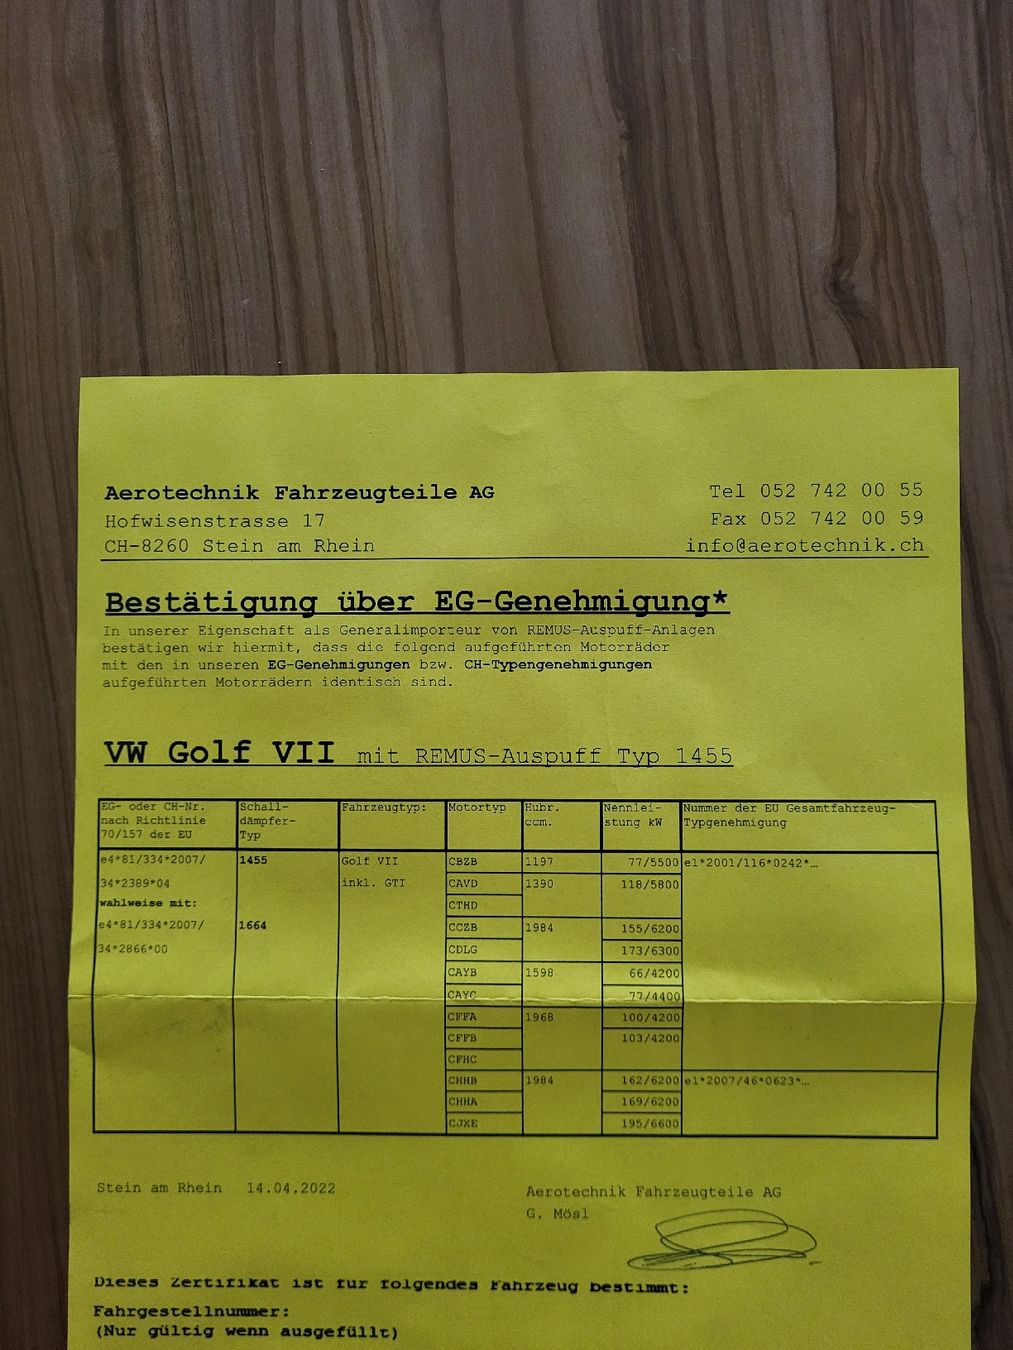 Aerotechnik Fahrzeugteile AG
Hofwisenstrasse 17
CH-8260 Stein am Rhein
Tel 052 742 00 55
Fax 052 742 00 59
info@aerotechnik.ch
Bestätigung über EG-Genehmigung*
In unserer Eigenschaft als Generalimporteur von REMUS-Auspuff-Anlagen
bestätigen wir hiermit, dass die folgend aufgeführten Motorräder
mit den in unseren EG-Genehmigungen bzw. CH-Typengenehmigungen
aufgeführten Motorrädern identisch sind.
VW Golf VII mit REMUS-Auspuff Typ 1455
EG- oder CH-Nr.
nach Richtlinie
70/157 der EU
Schall-
dämpfer-
Typ
Fahrzeugtyp:
Motortyp
Hubr.
ccm.
Nennlei-
stung kW
Nummer der EU Gesamtfahrzeug-
Typgenehmigung
e4*81/334*2007/ 1455 Golf VII CBZB 1197 77/5500 e1*2001/116*0242*…
34*2389*04 inkl. GTI CAVD 1390 118/5800
wahlweise mit: CTHD
e4*81/334*2007/ 1664 CCZB 1984 155/6200
34*2866*00 CDLG 173/6300
CAYB 1598 66/4200
CAYC 77/4400
CFFA 1968 100/4200
CFFB 103/4200
CFHC
CHHB 1984 162/6200 e1*2007/46*0623*…
CHHA 169/6200
CJXE 195/6600
Stein am Rhein 14.04.2022
Aerotechnik Fahrzeugteile AG
G. Mösl
Dieses Zertifikat ist für folgendes Fahrzeug bestimmt:
Fahrgestellnummer:
(Nur gültig wenn ausgefüllt)